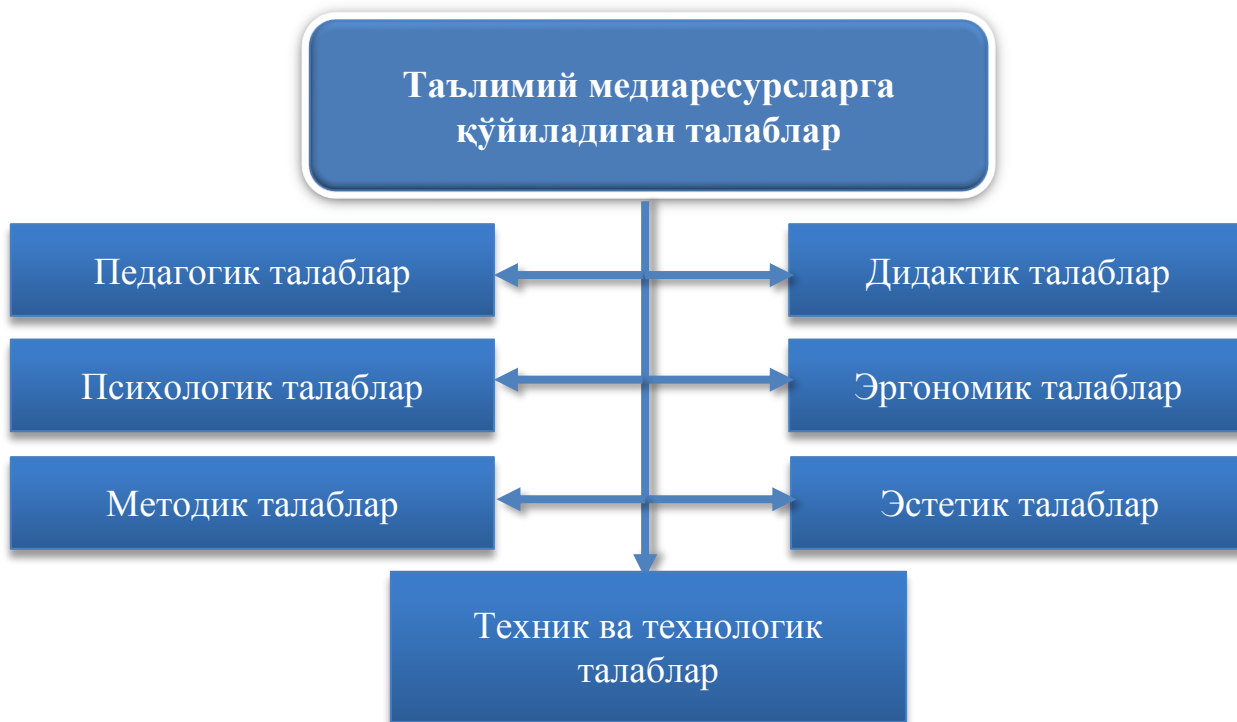 Таълимий медиаресурсларга
қўйиладиган талаблар
Педагогик талаблар
Дидактик талаблар
Психологик талаблар
Эргономик талаблар
Методик талаблар
Эстетик талаблар
Техник ва технологик
талаблар